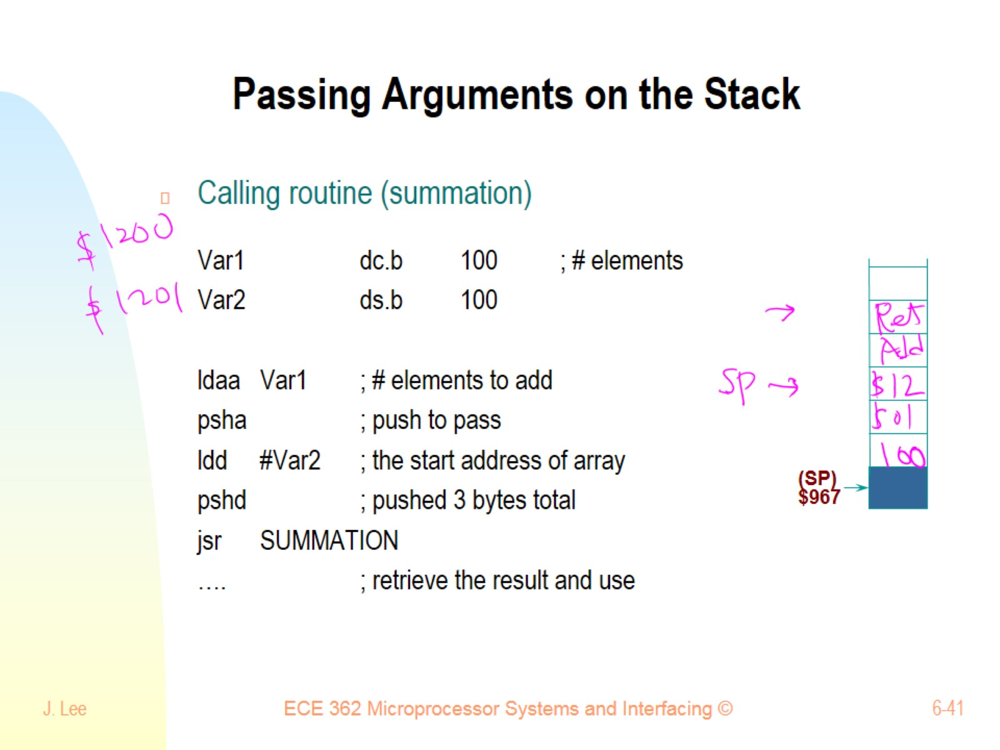 Passing Arguments on the Stack
Calling routine (summation)
$1200
Var1 dc.b 100 ; # elements
$1201 Var2 ds.b 100
ldaa Var1 ; # elements to add
psha ; push to pass
ldd #Var2 ; the start address of array
pshd ; pushed 3 bytes total
jsr SUMMATION
.... ; retrieve the result and use
→ Ret
Add
SP → $12
$01
100
(SP)
$967
J. Lee ECE 362 Microprocessor Systems and Interfacing © 6-41